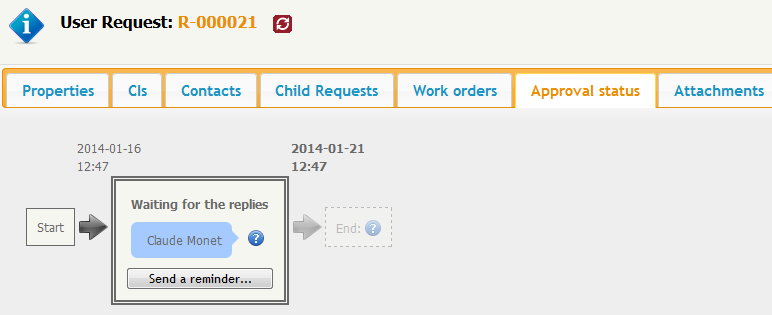 User Request: R-000021
Properties CIs Contacts Child Requests Work orders Approval status Attachments
2014-01-16 2014-01-21
12:47 12:47
Waiting for the replies
Start Claude Monet ? End: ?
Send a reminder...